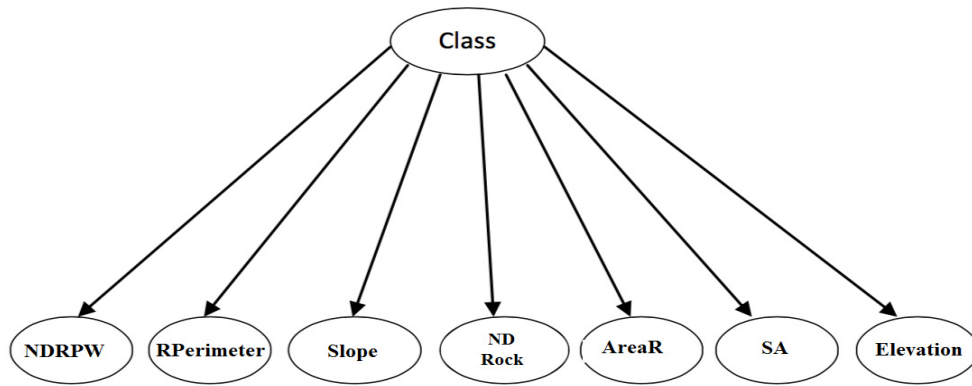 Class
NDRPW
RPerimeter
Slope
ND
Rock
AreaR
SA
Elevation